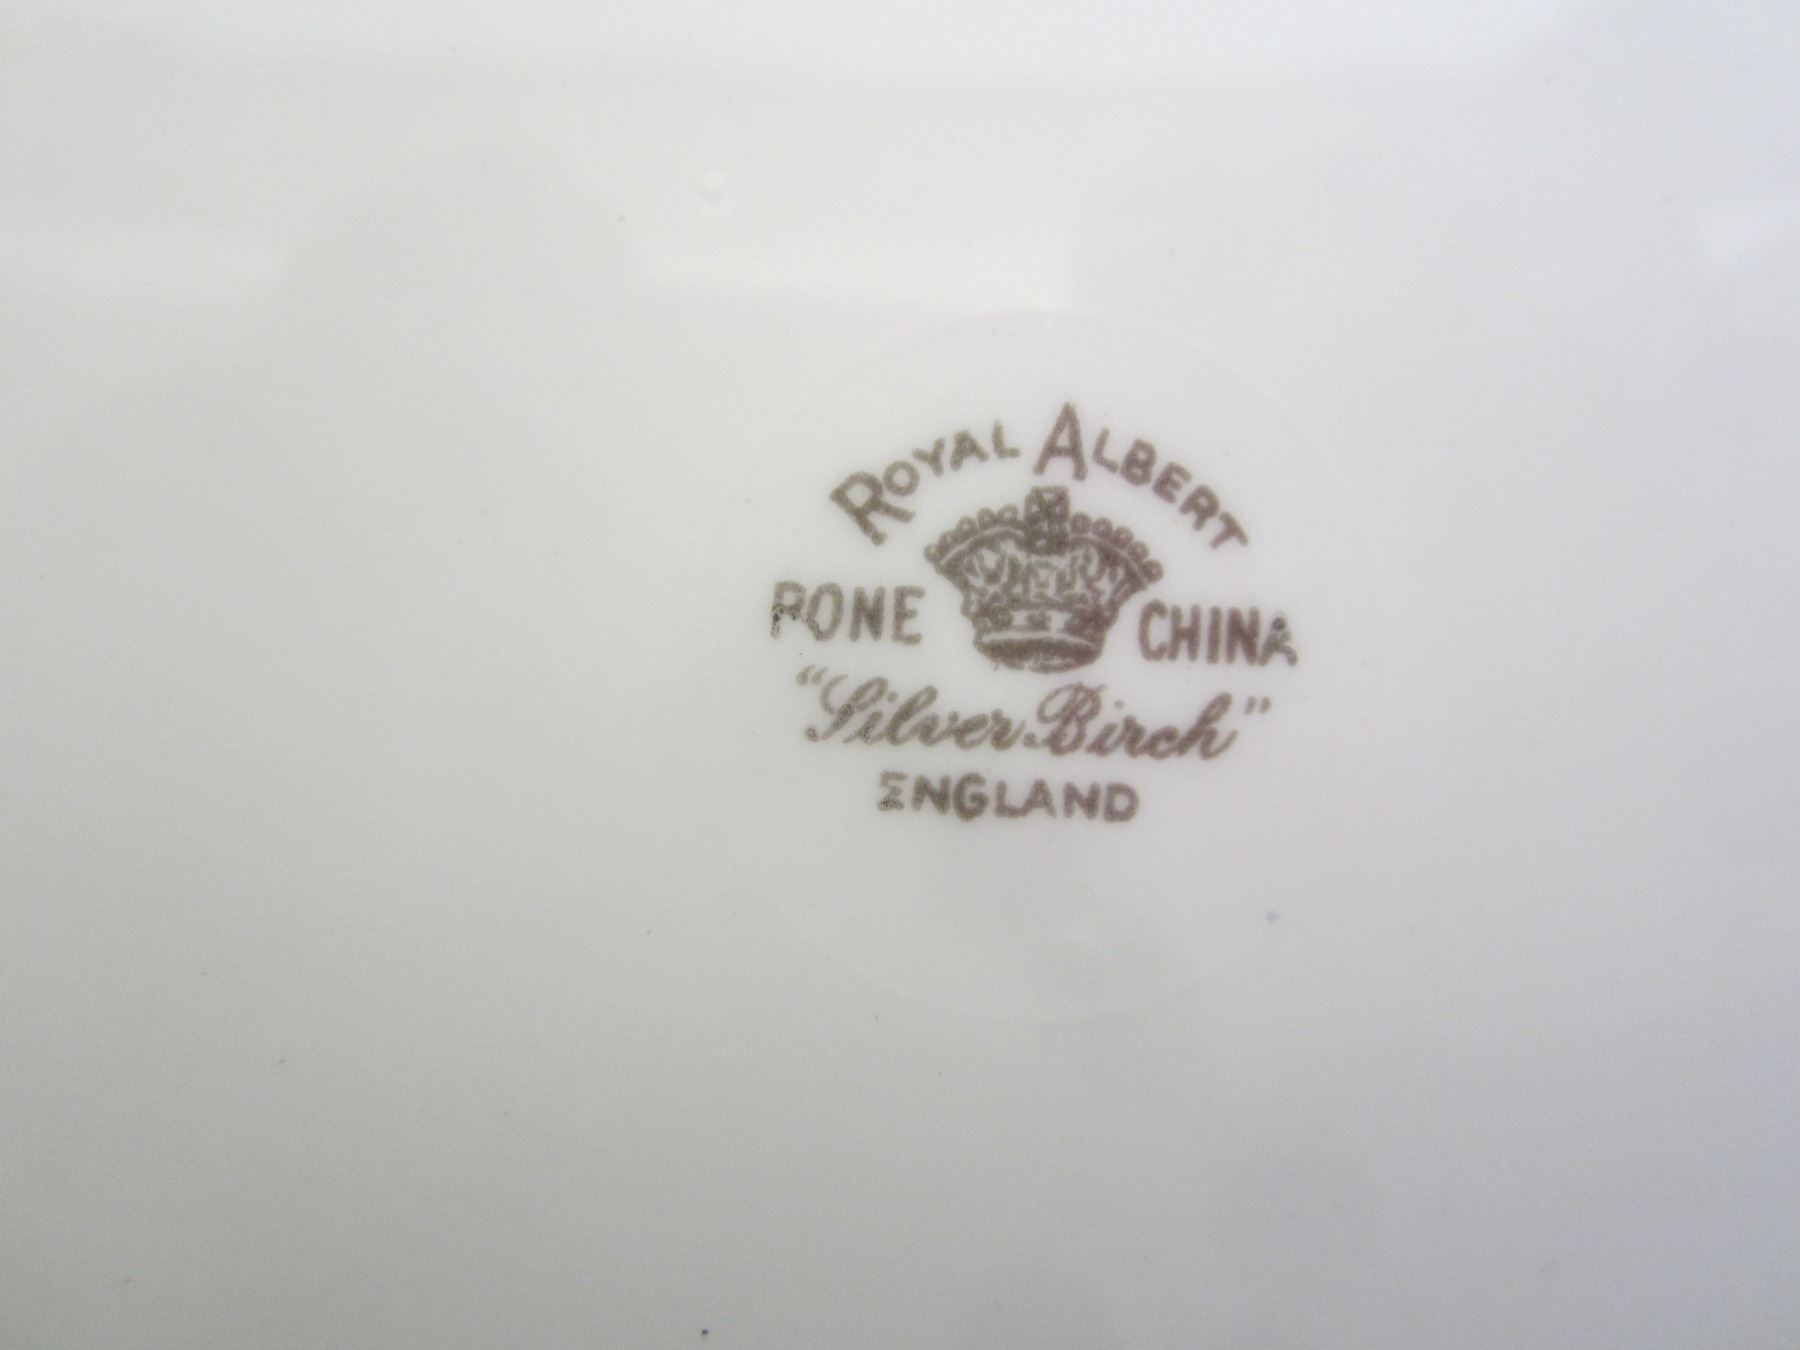 ROYAL ALBERT
BONE CHINA
"Silver Birch"
ENGLAND